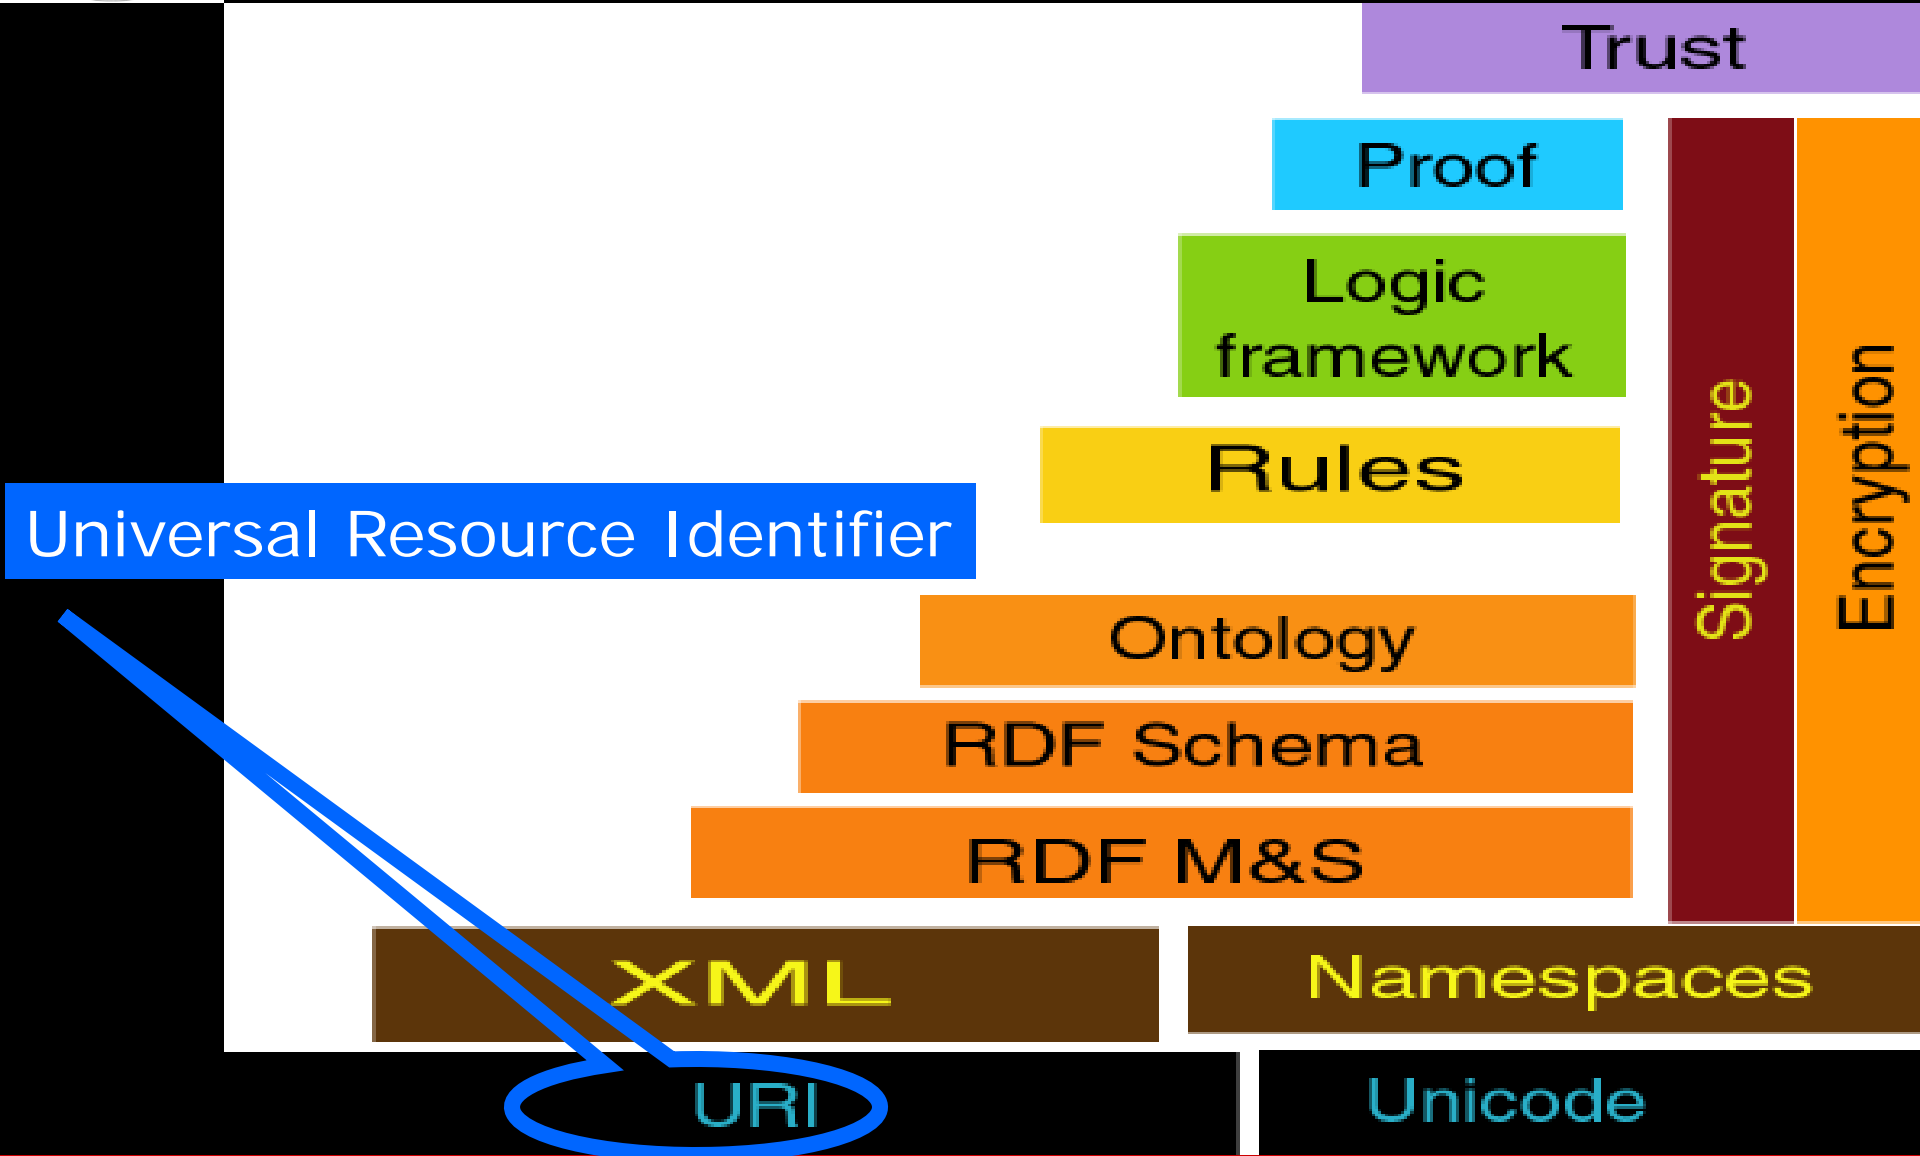 Trust
Proof
Logic
framework
Rules
Signature
Encryption
Universal Resource Identifier
Ontology
RDF Schema
RDF M&S
XML
Namespaces
URI
Unicode